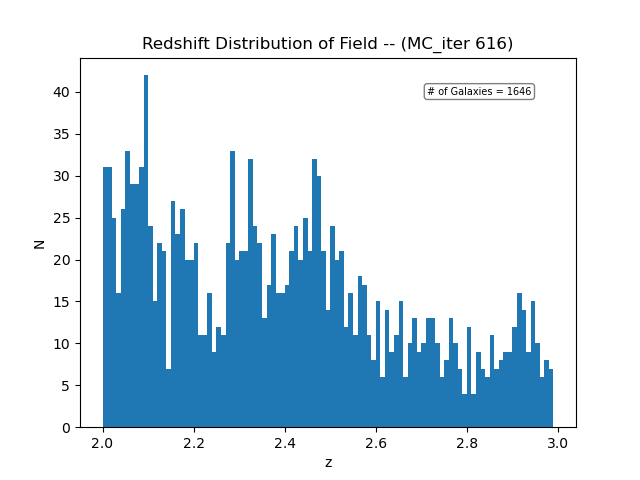 Redshift Distribution of Field -- (MC_iter 616)
# of Galaxies = 1646
N
40
35
30
25
20
15
10
5
0
2.0 2.2 2.4 2.6 2.8 3.0
z